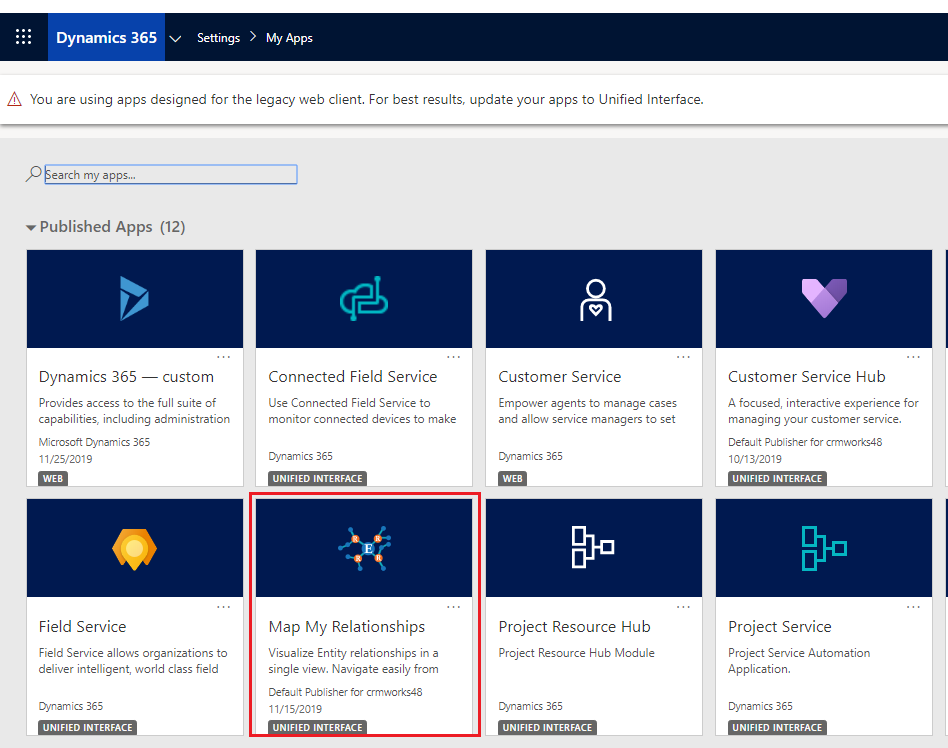 Dynamics 365 Settings > My Apps
You are using apps designed for the legacy web client. For best results, update your apps to Unified Interface.
Search my apps...
Published Apps (12)
Dynamics 365 — custom
Provides access to the full suite of
capabilities, including administration
Microsoft Dynamics 365
11/25/2019
WEB
Connected Field Service
Use Connected Field Service to
monitor connected devices to make
Dynamics 365
UNIFIED INTERFACE
Customer Service
Empower agents to manage cases
and allow service managers to set
Dynamics 365
WEB
Customer Service Hub
A focused, interactive experience for
managing your customer service.
Default Publisher for crmworks48
10/13/2019
UNIFIED INTERFACE
Field Service
Field Service allows organizations to
deliver intelligent, world class field
Dynamics 365
UNIFIED INTERFACE
R R
E
R R
Map My Relationships
Visualize Entity relationships in a
single view. Navigate easily from
Default Publisher for crmworks48
11/15/2019
UNIFIED INTERFACE
Project Resource Hub
Project Resource Hub Module
Dynamics 365
UNIFIED INTERFACE
Project Service
Project Service Automation
Application.
Dynamics 365
UNIFIED INTERFACE